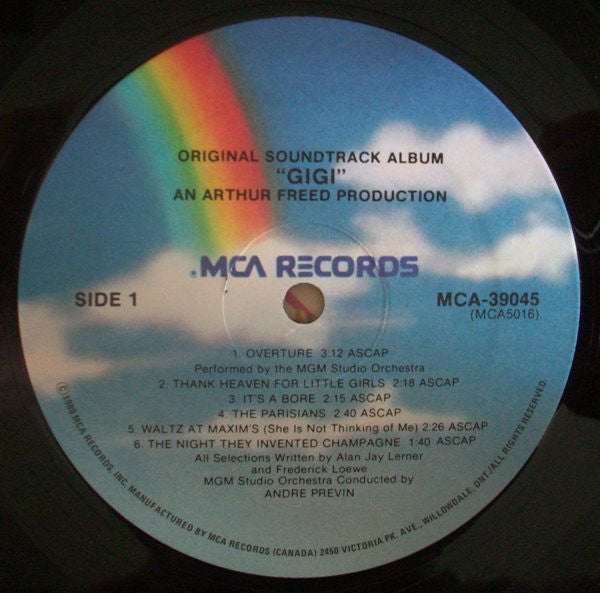 ORIGINAL SOUNDTRACK ALBUM
"GIGI"
AN ARTHUR FREED PRODUCTION
MCA RECORDS
SIDE 1
MCA-39045
(MCA5016)
1. OVERTURE 3:12 ASCAP
Performed by the MGM Studio Orchestra
2. THANK HEAVEN FOR LITTLE GIRLS 2:18 ASCAP
3. IT'S A BORE 2:15 ASCAP
4. THE PARISIANS 2:40 ASCAP
5. WALTZ AT MAXIM'S (She Is Not Thinking of Me) 2:26 ASCAP
6. THE NIGHT THEY INVENTED CHAMPAGNE 1:40 ASCAP
All Selections Written by Alan Jay Lerner
and Frederick Loewe
MGM Studio Orchestra Conducted by
ANDRE PREVIN
MCA RECORDS, INC. MANUFACTURED BY MCA RECORDS (CANADA) 2450 VICTORIA PK. AVE., WILLOWDALE, ONT./ALL RIGHTS RESERVED.